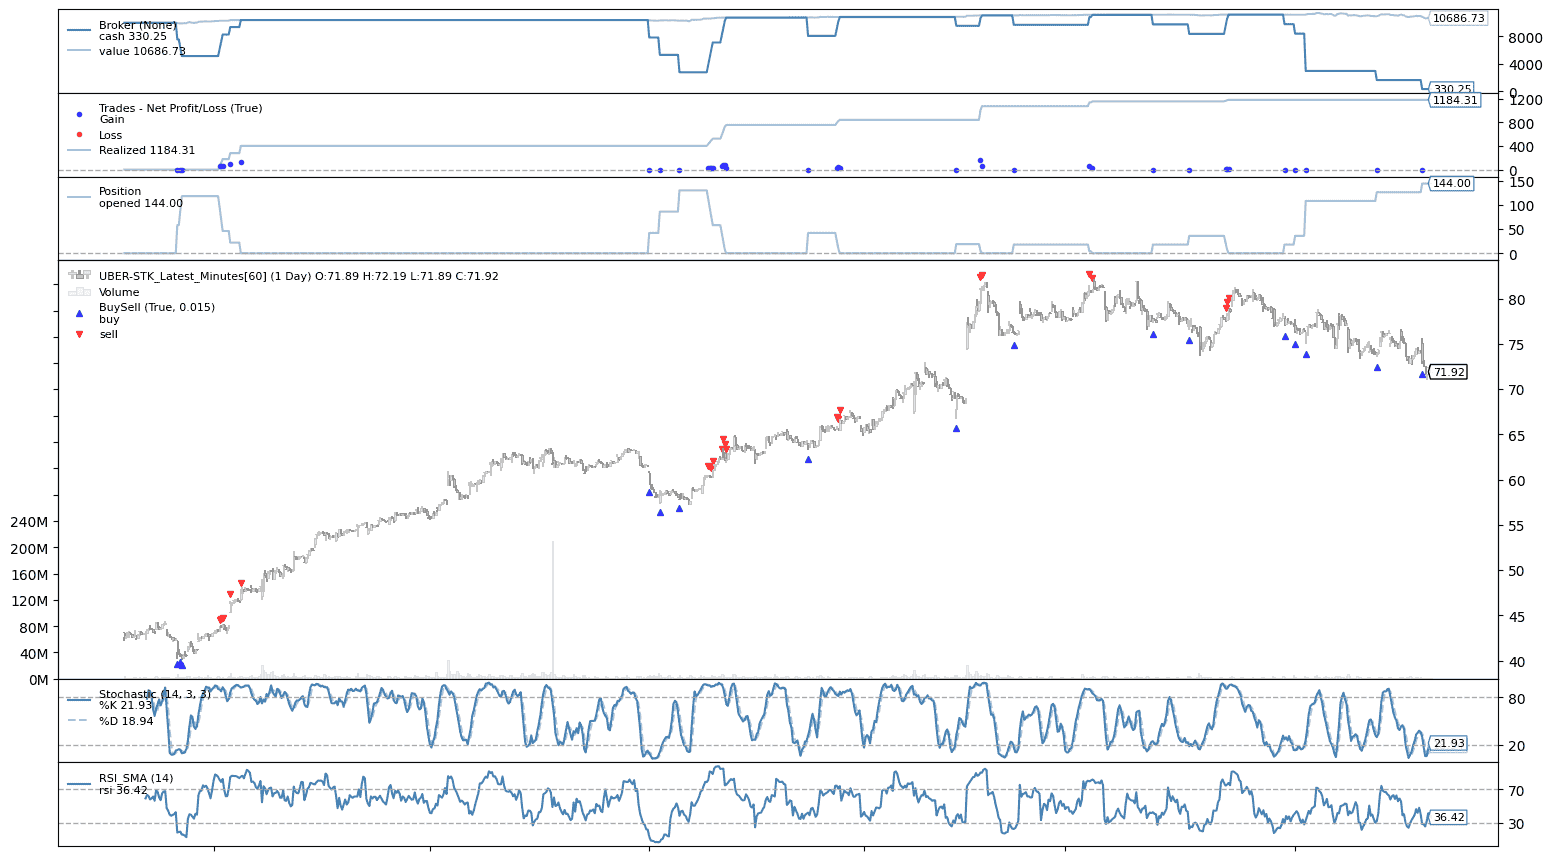 Broker (None)
cash 330.25
value 10686.73
10686.73
8000
4000
0
330.25
Trades - Net Profit/Loss (True)
Gain
Loss
Realized 1184.31
1200
1184.31
800
400
0
Position
opened 144.00
150
144.00
100
50
0
UBER-STK_Latest_Minutes[60] (1 Day) O:71.89 H:72.19 L:71.89 C:71.92
Volume
BuySell (True, 0.015)
buy
sell
80
75
71.92
70
65
60
55
50
45
40
240M
200M
160M
120M
80M
40M
0M
Stochastic (14, 3, 3)
%K 21.93
%D 18.94
80
21.93
20
RSI_SMA (14)
rsi 36.42
70
36.42
30